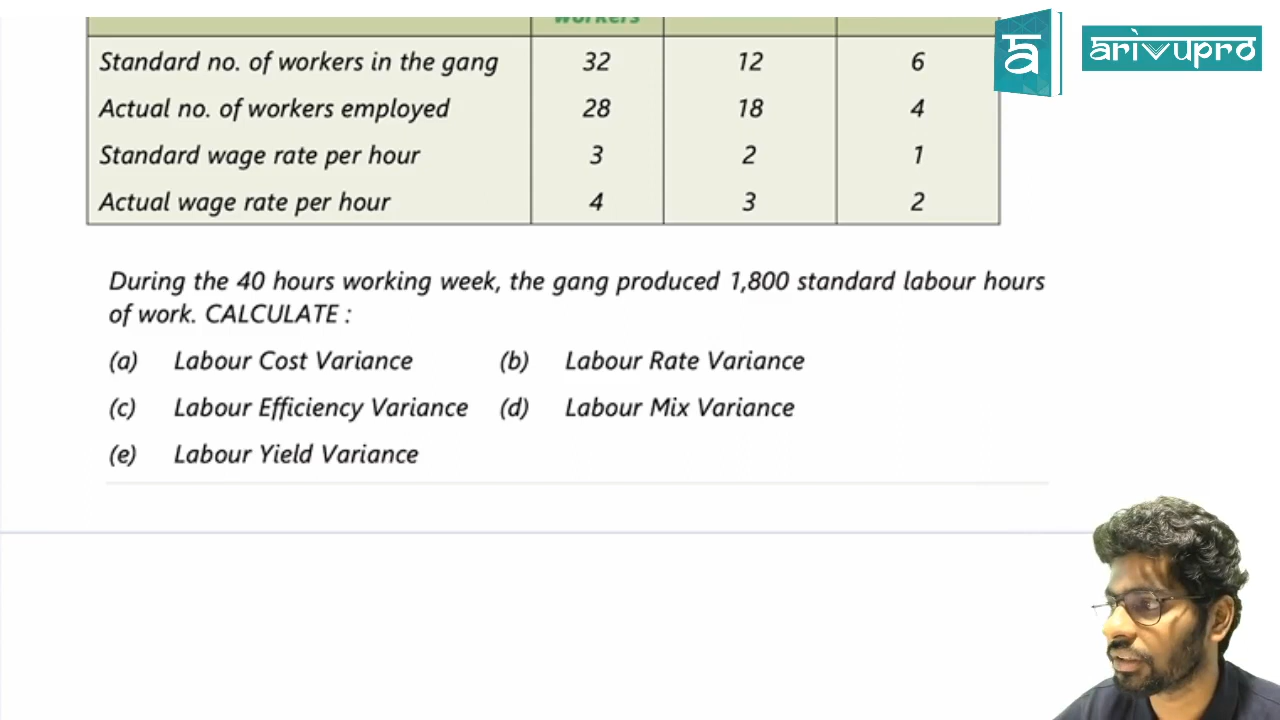 workers
Standard no. of workers in the gang 32 12 6
Actual no. of workers employed 28 18 4
Standard wage rate per hour 3 2 1
Actual wage rate per hour 4 3 2
During the 40 hours working week, the gang produced 1,800 standard labour hours
of work. CALCULATE :
(a) Labour Cost Variance (b) Labour Rate Variance
(c) Labour Efficiency Variance (d) Labour Mix Variance
(e) Labour Yield Variance
arivupro